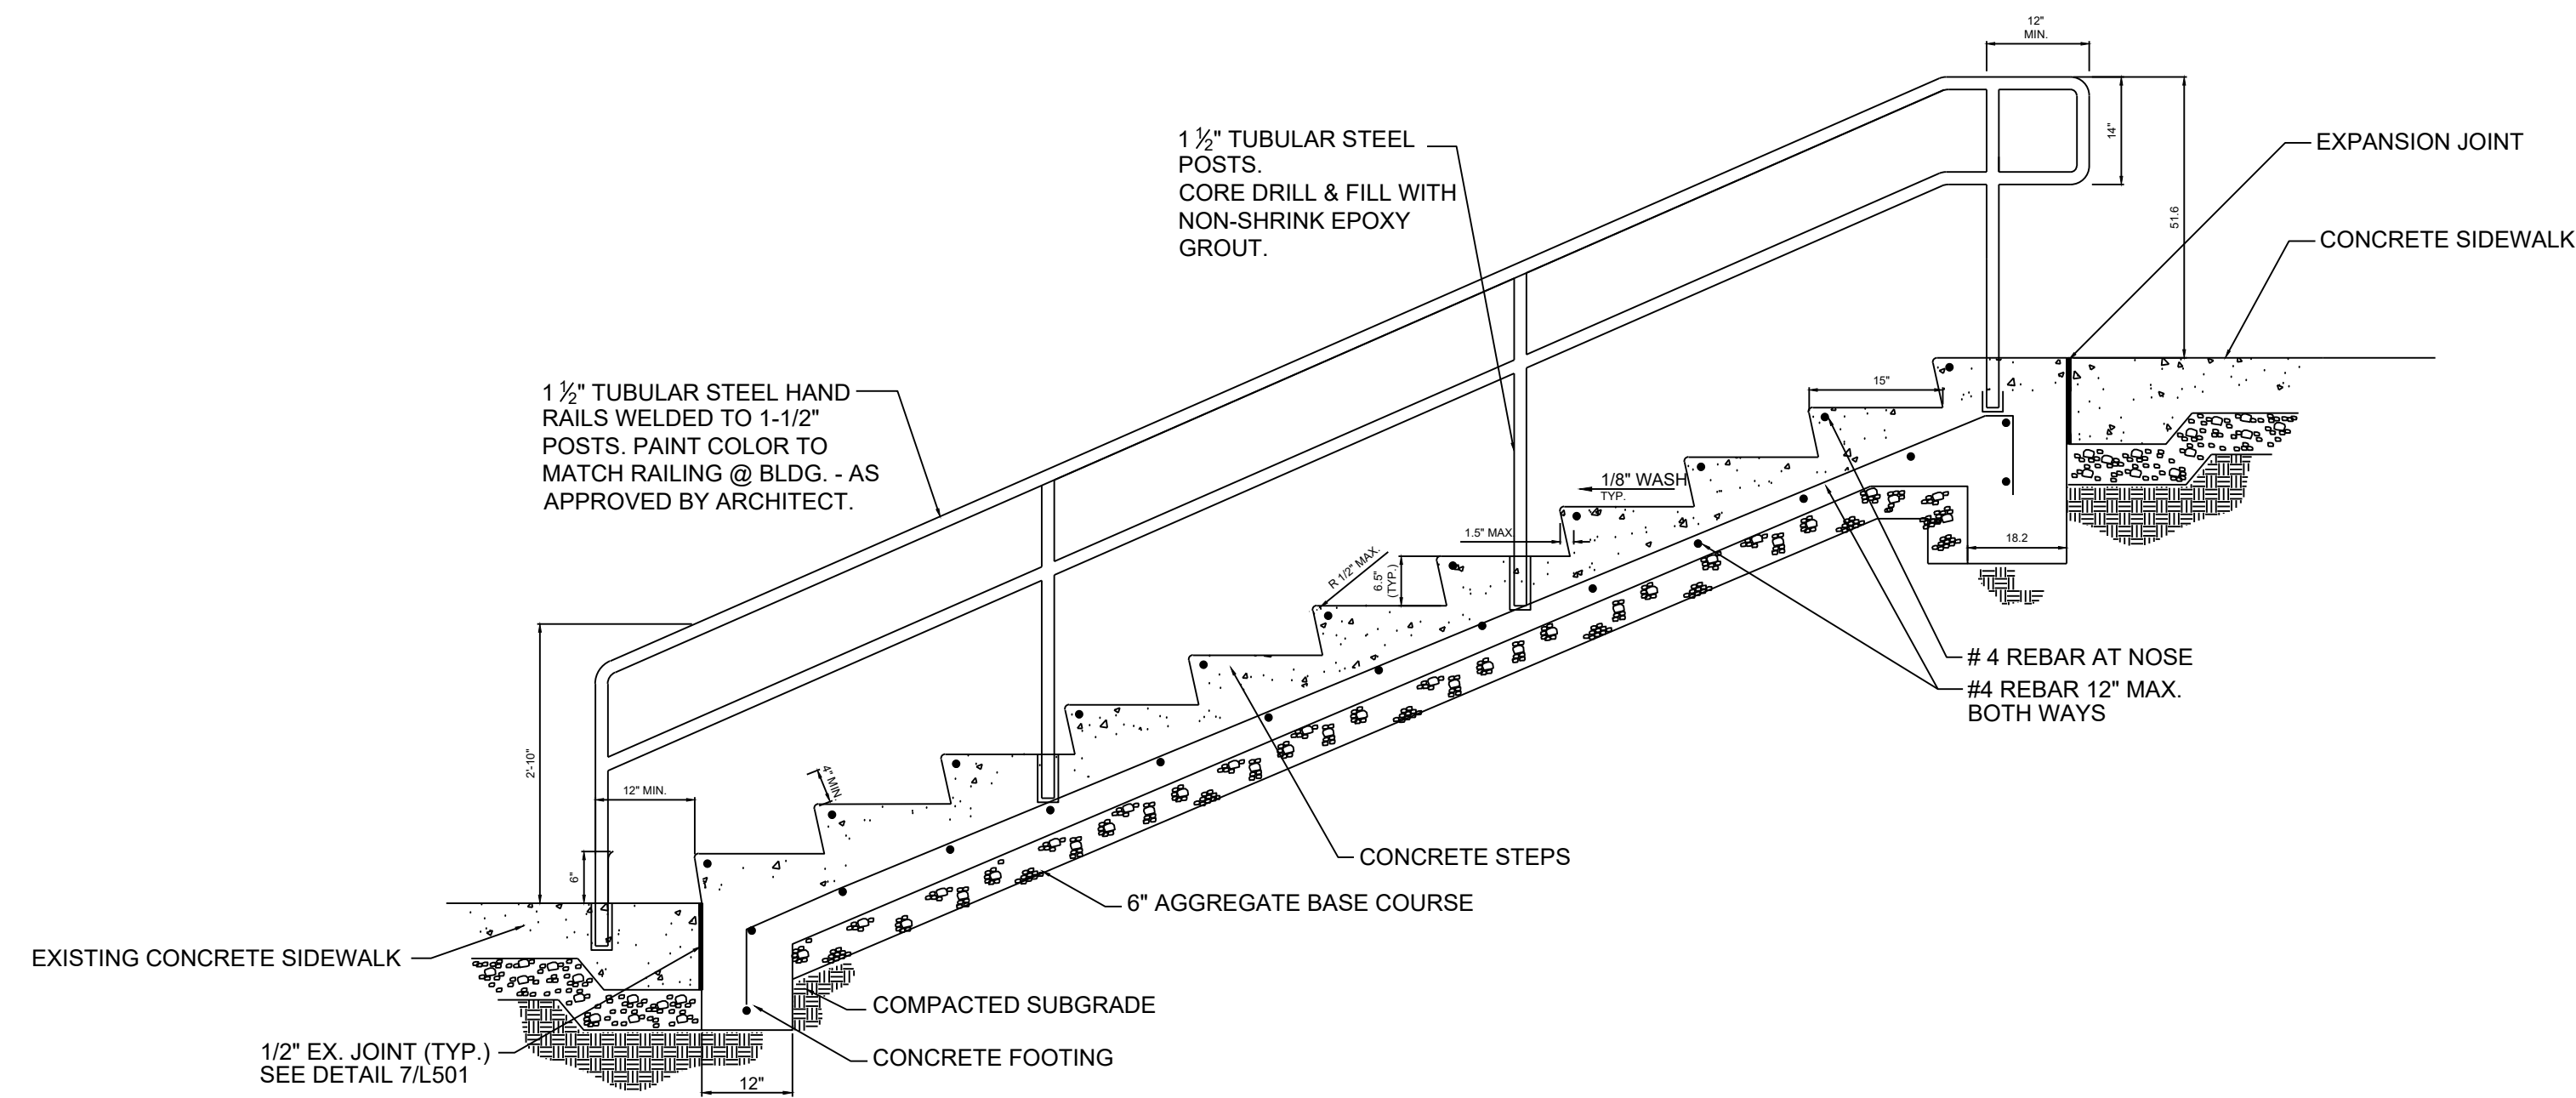 12"
MIN.
14"
51.6
EXPANSION JOINT
CONCRETE SIDEWALK
1 ½" TUBULAR STEEL
POSTS.
CORE DRILL & FILL WITH
NON-SHRINK EPOXY
GROUT.
1 ½" TUBULAR STEEL HAND
RAILS WELDED TO 1-1/2"
POSTS. PAINT COLOR TO
MATCH RAILING @ BLDG. - AS
APPROVED BY ARCHITECT.
15"
1/8" WASH
TYP.
1.5" MAX
R 1/2" MAX.
6.5"
(TYP.)
18.2
# 4 REBAR AT NOSE
#4 REBAR 12" MAX.
BOTH WAYS
2'-10"
12" MIN.
4" MIN.
6"
CONCRETE STEPS
6" AGGREGATE BASE COURSE
EXISTING CONCRETE SIDEWALK
COMPACTED SUBGRADE
CONCRETE FOOTING
1/2" EX. JOINT (TYP.)
SEE DETAIL 7/L501
12"